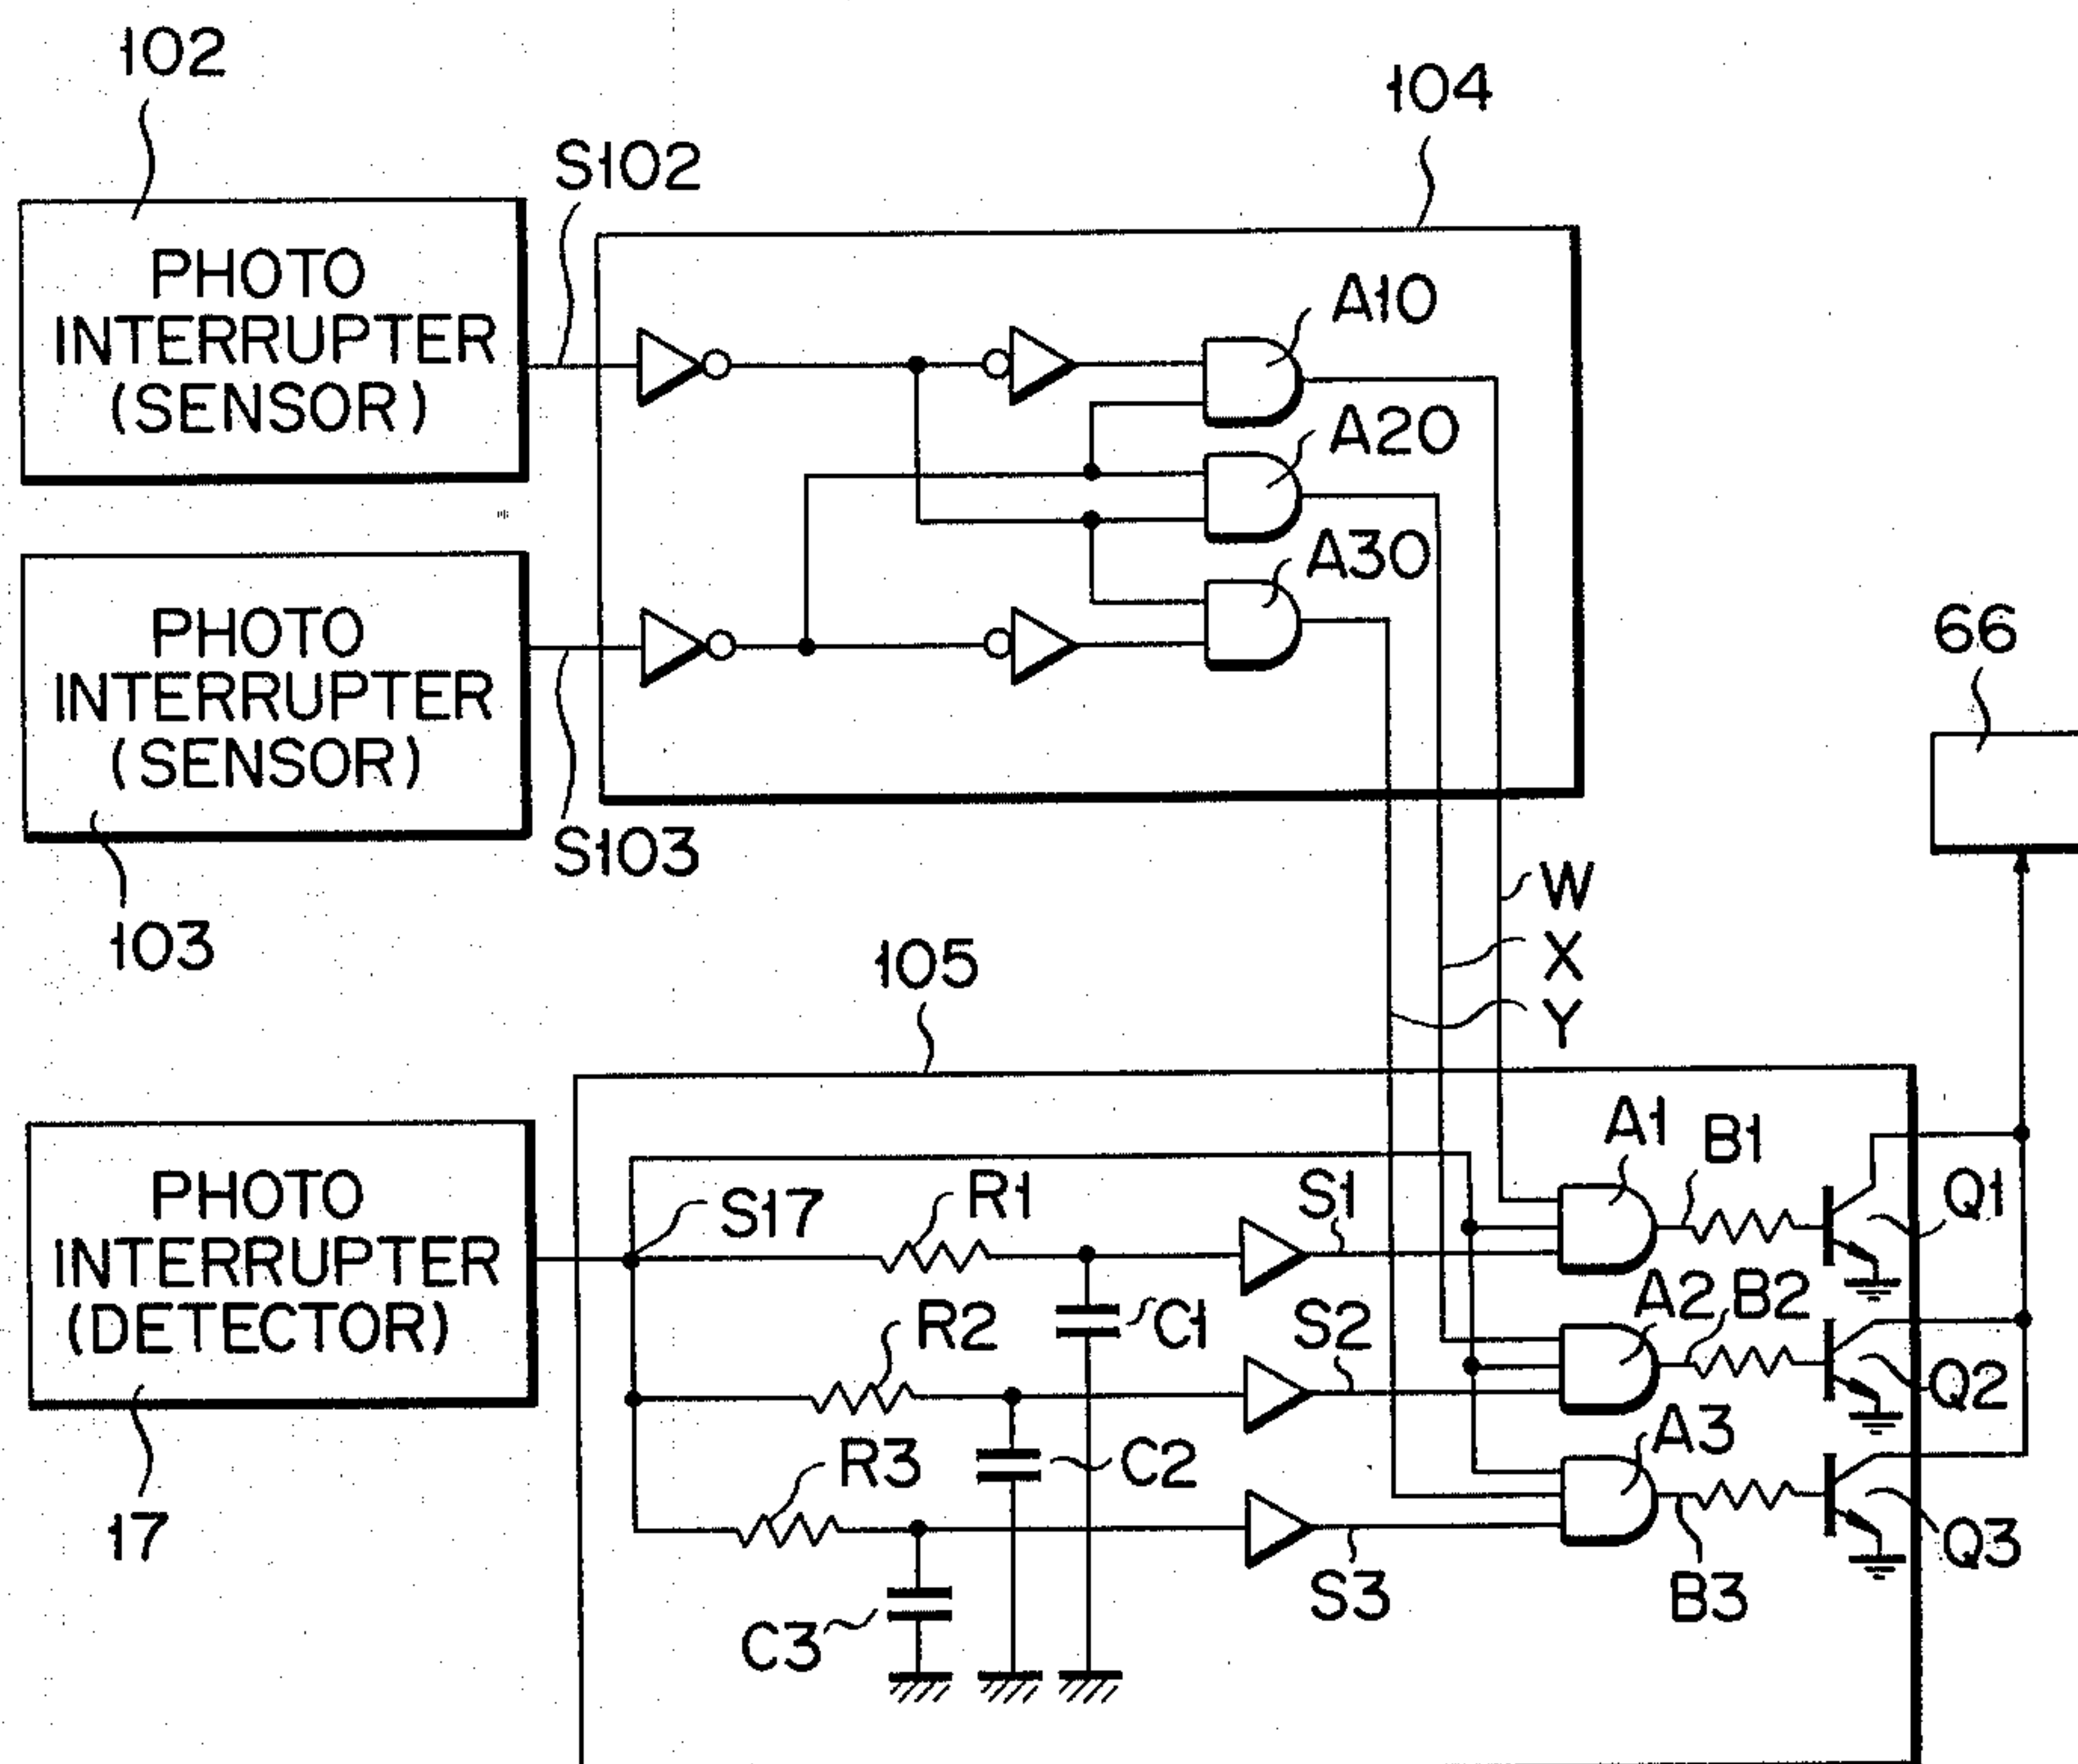 102
104
S102
PHOTO
INTERRUPTER
(SENSOR)
A10
A20
A30
PHOTO
INTERRUPTER
(SENSOR)
66
S103
103
W
X
Y
105
A1
B1
PHOTO
INTERRUPTER
(DETECTOR)
S17
R1
S1
Q1
C1
R2
S2
A2
B2
Q2
C2
R3
A3
17
S3
B3
Q3
C3